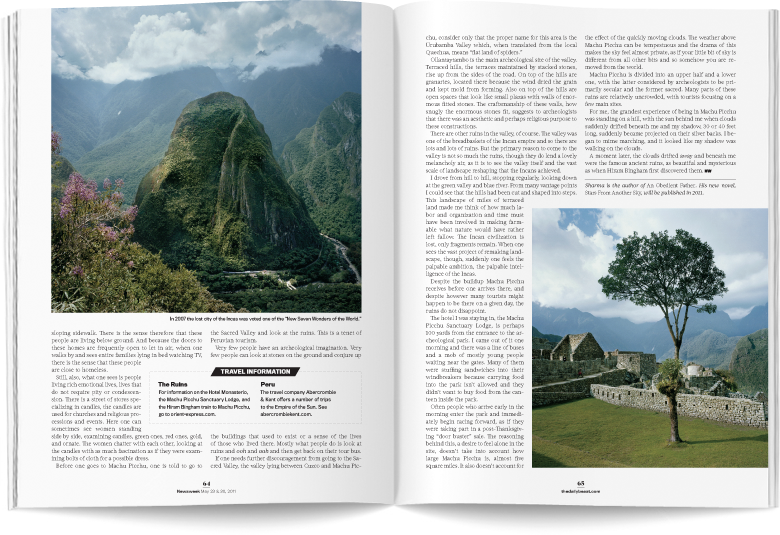 In 2007 the lost city of the Incas was voted one of the "New Seven Wonders of the World."
sloping sidewalk. There is the sense therefore that these
people are living below ground. And because the doors to
these homes are frequently open to let in air, when one
walks by and sees entire families lying in bed watching TV,
there is the sense that these people
are close to homeless.
Still, also, what one sees is people
living rich emotional lives, lives that
do not require pity or condescen-
sion. There is a street of stores spe-
cializing in candles, the candles are
used for churches and religious pro-
cessions and events. Here one can
sometimes see women standing
side by side, examining candles, green ones, red ones, gold,
and ornate. The women chatter with each other, looking at
the candles with as much fascination as if they were exam-
ining bolts of cloth for a possible dress.
Before one goes to Machu Picchu, one is told to go to
the Sacred Valley and look at the ruins. This is a tenet of
Peruvian tourism.
Very few people have an archeological imagination. Very
few people can look at stones on the ground and conjure up
TRAVEL INFORMATION
The Ruins
For information on the Hotel Monasterio,
the Machu Picchu Sanctuary Lodge, and
the Hiram Bingham train to Machu Picchu,
go to orient-express.com.
Peru
The travel company Abercrombie
& Kent offers a number of trips
to the Empire of the Sun. See
abercrombiekent.com.
the buildings that used to exist or a sense of the lives
of those who lived there. Mostly what people do is look at
ruins and ooh and aah and then get back on their tour bus.
If one needs further discouragement from going to the Sa-
cred Valley, the valley lying between Cusco and Machu Pic-
64
Newsweek May 23 & 30, 2011
chu, consider only that the proper name for this area is the
Urubamba Valley which, when translated from the local
Quechua, means "flat land of spiders."
Ollantaytambo is the main archeological site of the valley.
Terraced hills, the terraces maintained by stacked stones,
rise up from the sides of the road. On top of the hills are
granaries, located there because the wind dried the grain
and kept mold from forming. Also on top of the hills are
open spaces that look like small plazas with walls of enor-
mous fitted stones. The craftsmanship of these walls, how
snugly the enormous stones fit, suggests to archeologists
that there was an aesthetic and perhaps religious purpose to
these constructions.
There are other ruins in the valley, of course. The valley was
one of the breadbaskets of the Incan empire and so there are
lots and lots of ruins. But the primary reason to come to the
valley is not so much the ruins, though they do lend a lovely
melancholy air, as it is to see the valley itself and the vast
scale of landscape reshaping that the Incans achieved.
I drove from hill to hill, stopping regularly, looking down
at the green valley and blue river. From many vantage points
I could see that the hills had been cut and shaped into steps.
This landscape of miles of terraced
land made me think of how much la-
bor and organization and time must
have been involved in making farm-
able what nature would have rather
left fallow. The Incan civilization is
lost, only fragments remain. When one
sees the vast project of remaking land-
scape, though, suddenly one feels the
palpable ambition, the palpable intel-
ligence of the Incas.
Despite the buildup Machu Picchu
receives before one arrives there, and
despite however many tourists might
happen to be there on a given day, the
ruins do not disappoint.
The hotel I was staying in, the Machu
Picchu Sanctuary Lodge, is perhaps
100 yards from the entrance to the ar-
cheological park. I came out of it one
morning and there was a line of buses
and a mob of mostly young people
waiting near the gates. Many of them
were stuffing sandwiches into their
windbreakers because carrying food
into the park isn't allowed and they
didn't want to buy food from the can-
teen inside the park.
Often people who arrive early in the
morning enter the park and immedi-
ately begin racing forward, as if they
were taking part in a post-Thanksgiv-
ing "door buster" sale. The reasoning
behind this, a desire to feel alone in the
site, doesn't take into account how
large Machu Picchu is, almost five
square miles. It also doesn't account for
the effect of the quickly moving clouds. The weather above
Machu Picchu can be tempestuous and the drama of this
makes the sky feel almost private, as if your little bit of sky is
different from all other bits and so somehow you are re-
moved from the world.
Machu Picchu is divided into an upper half and a lower
one, with the latter considered by archeologists to be pri-
marily secular and the former sacred. Many parts of these
ruins are relatively uncrowded, with tourists focusing on a
few main sites.
For me, the grandest experience of being in Machu Picchu
was standing on a hill, with the sun behind me when clouds
suddenly drifted beneath me and my shadow, 30 or 40 feet
long, suddenly became projected on their silver backs. I be-
gan to mime marching, and it looked like my shadow was
walking on the clouds.
A moment later, the clouds drifted away and beneath me
were the famous ancient ruins, as beautiful and mysterious
as when Hiram Bingham first discovered them. NW
Sharma is the author of An Obedient Father. His new novel,
Stars From Another Sky, will be published in 2011.
65
thedailybeast.com